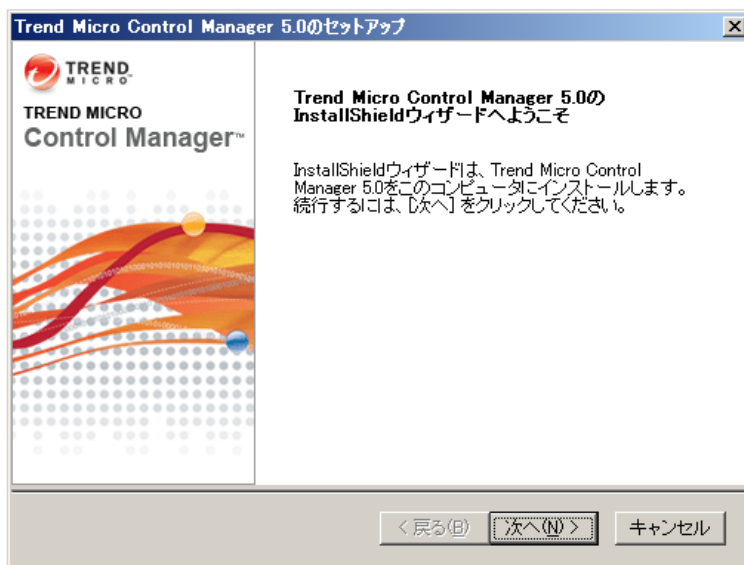 Trend Micro Control Manager 5.0のセットアップ
TREND
MICRO
TREND MICRO
Control Manager™
Trend Micro Control Manager 5.0の
InstallShieldウィザードへようこそ
InstallShieldウィザードは、Trend Micro Control
Manager 5.0をこのコンピュータにインストールします。
続行するには、[次へ] をクリックしてください。
< 戻る(B)
次へ(N) >
キャンセル